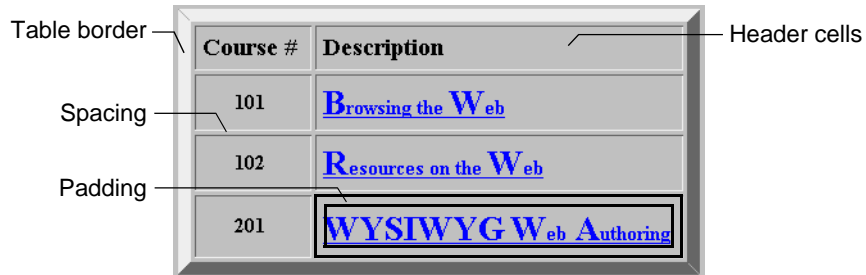 Table border
Course # Description
Header cells
101 Browsing the Web
Spacing
102 Resources on the Web
Padding
201 WYSIWYG Web Authoring